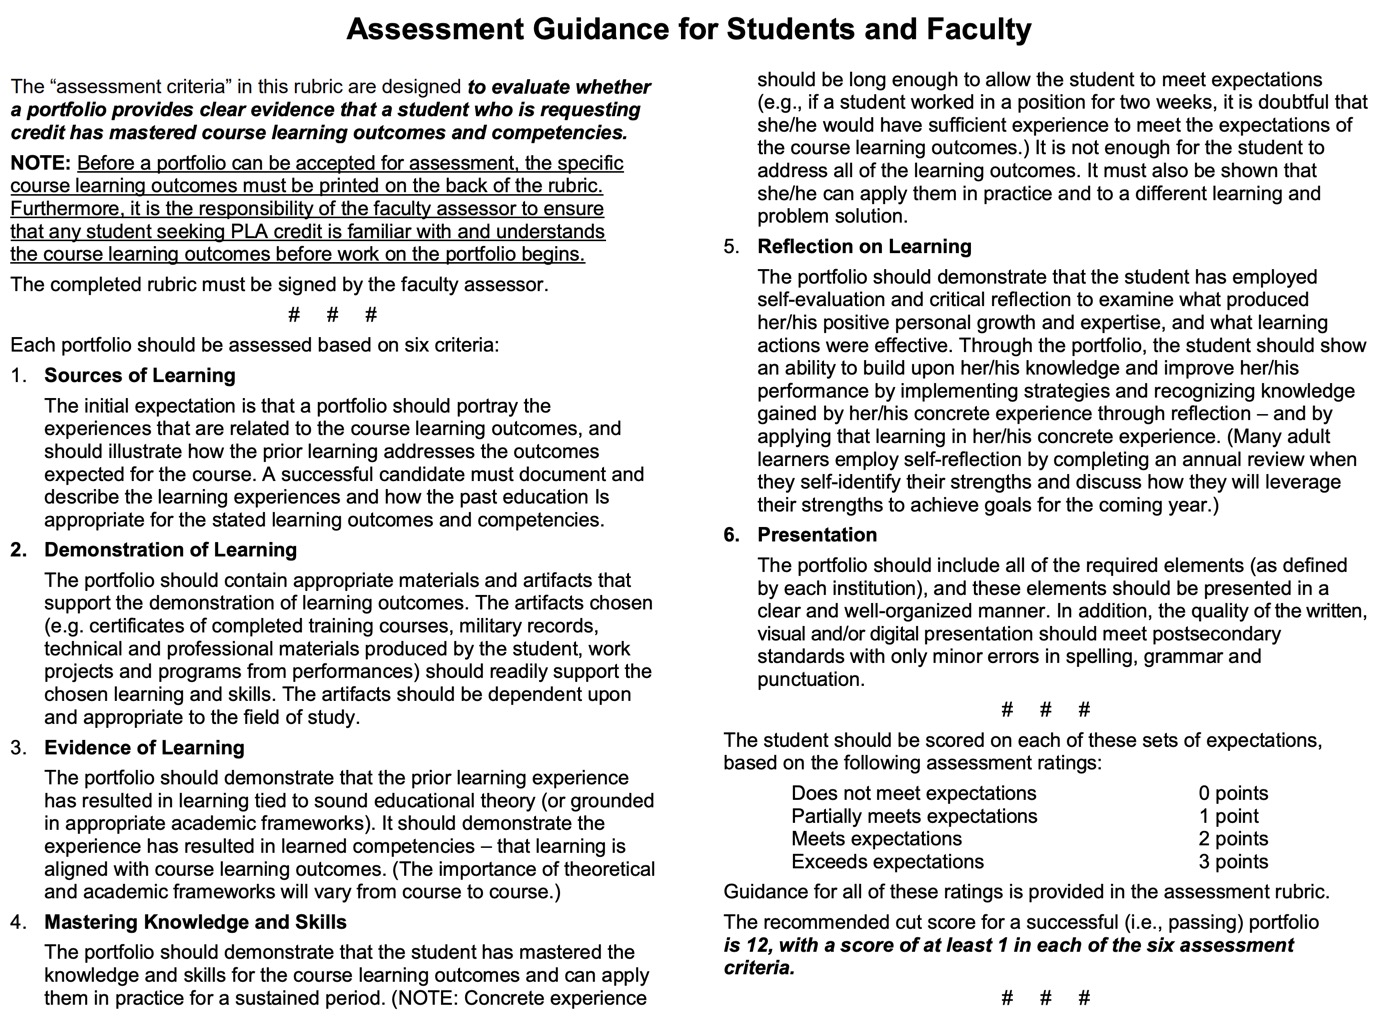 Assessment Guidance for Students and Faculty
The “assessment criteria” in this rubric are designed to evaluate whether
a portfolio provides clear evidence that a student who is requesting
credit has mastered course learning outcomes and competencies.
NOTE: Before a portfolio can be accepted for assessment, the specific
course learning outcomes must be printed on the back of the rubric.
Furthermore, it is the responsibility of the faculty assessor to ensure
that any student seeking PLA credit is familiar with and understands
the course learning outcomes before work on the portfolio begins.
The completed rubric must be signed by the faculty assessor.
# # #
Each portfolio should be assessed based on six criteria:
1. Sources of Learning
The initial expectation is that a portfolio should portray the
experiences that are related to the course learning outcomes, and
should illustrate how the prior learning addresses the outcomes
expected for the course. A successful candidate must document and
describe the learning experiences and how the past education Is
appropriate for the stated learning outcomes and competencies.
2. Demonstration of Learning
The portfolio should contain appropriate materials and artifacts that
support the demonstration of learning outcomes. The artifacts chosen
(e.g. certificates of completed training courses, military records,
technical and professional materials produced by the student, work
projects and programs from performances) should readily support the
chosen learning and skills. The artifacts should be dependent upon
and appropriate to the field of study.
3. Evidence of Learning
The portfolio should demonstrate that the prior learning experience
has resulted in learning tied to sound educational theory (or grounded
in appropriate academic frameworks). It should demonstrate the
experience has resulted in learned competencies – that learning is
aligned with course learning outcomes. (The importance of theoretical
and academic frameworks will vary from course to course.)
4. Mastering Knowledge and Skills
The portfolio should demonstrate that the student has mastered the
knowledge and skills for the course learning outcomes and can apply
them in practice for a sustained period. (NOTE: Concrete experience
should be long enough to allow the student to meet expectations
(e.g., if a student worked in a position for two weeks, it is doubtful that
she/he would have sufficient experience to meet the expectations of
the course learning outcomes.) It is not enough for the student to
address all of the learning outcomes. It must also be shown that
she/he can apply them in practice and to a different learning and
problem solution.
5. Reflection on Learning
The portfolio should demonstrate that the student has employed
self-evaluation and critical reflection to examine what produced
her/his positive personal growth and expertise, and what learning
actions were effective. Through the portfolio, the student should show
an ability to build upon her/his knowledge and improve her/his
performance by implementing strategies and recognizing knowledge
gained by her/his concrete experience through reflection – and by
applying that learning in her/his concrete experience. (Many adult
learners employ self-reflection by completing an annual review when
they self-identify their strengths and discuss how they will leverage
their strengths to achieve goals for the coming year.)
6. Presentation
The portfolio should include all of the required elements (as defined
by each institution), and these elements should be presented in a
clear and well-organized manner. In addition, the quality of the written,
visual and/or digital presentation should meet postsecondary
standards with only minor errors in spelling, grammar and
punctuation.
# # #
The student should be scored on each of these sets of expectations,
based on the following assessment ratings:
Does not meet expectations 0 points
Partially meets expectations 1 point
Meets expectations 2 points
Exceeds expectations 3 points
Guidance for all of these ratings is provided in the assessment rubric.
The recommended cut score for a successful (i.e., passing) portfolio
is 12, with a score of at least 1 in each of the six assessment
criteria.
# # #